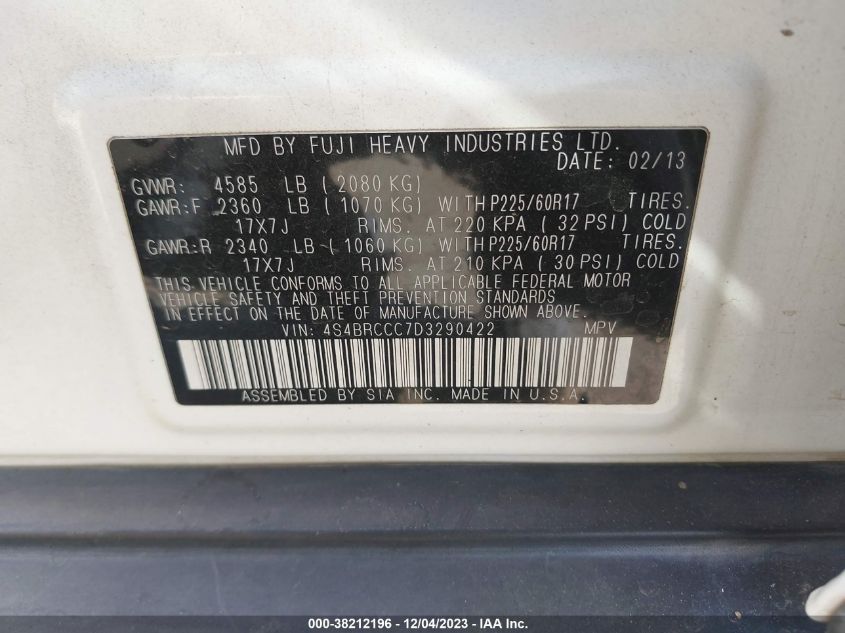 MFD BY FUJI HEAVY INDUSTRIES LTD.
DATE: 02/13
GVWR: 4585 LB ( 2080 KG)
GAWR:F 2360 LB ( 1070 KG) WITH P225/60R17 TIRES.
17X7J RIMS. AT 220 KPA ( 32 PSI) COLD
GAWR:R 2340 LB ( 1060 KG) WITH P225/60R17 TIRES.
17X7J RIMS. AT 210 KPA ( 30 PSI) COLD
THIS VEHICLE CONFORMS TO ALL APPLICABLE FEDERAL MOTOR
VEHICLE SAFETY AND THEFT PREVENTION STANDARDS
IN EFFECT ON THE DATE OF MANUFACTURE SHOWN ABOVE.
VIN: 4S4BRCCC7D3290422 MPV
ASSEMBLED BY SIA INC. MADE IN U.S.A.
000-38212196 - 12/04/2023 - IAA Inc.